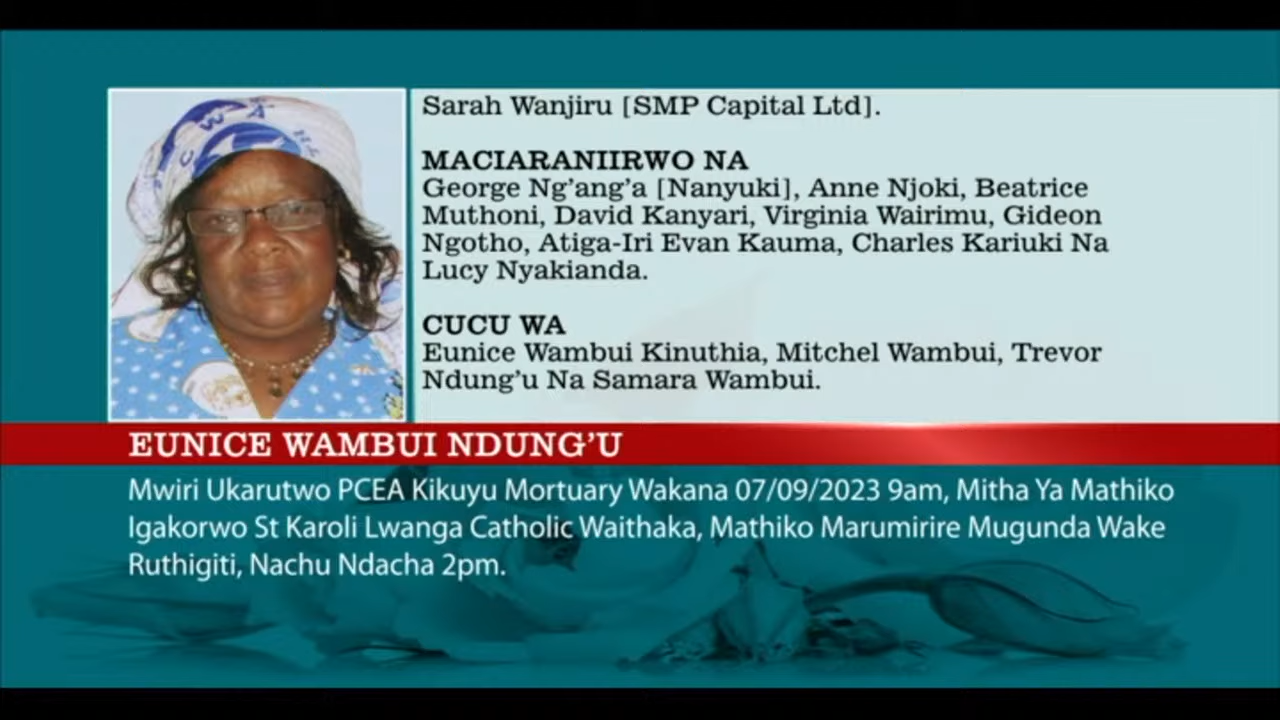 Sarah Wanjiru [SMP Capital Ltd].
MACIARANIIRWO NA
George Ng'ang'a [Nanyuki], Anne Njoki, Beatrice
Muthoni, David Kanyari, Virginia Wairimu, Gideon
Ngotho, Atiga-Iri Evan Kauma, Charles Kariuki Na
Lucy Nyakianda.
CUCU WA
Eunice Wambui Kinuthia, Mitchel Wambui, Trevor
Ndung'u Na Samara Wambui.
EUNICE WAMBUI NDUNG'U
Mwiri Ukarutwo PCEA Kikuyu Mortuary Wakana 07/09/2023 9am, Mitha Ya Mathiko
Igakorwo St Karoli Lwanga Catholic Waithaka, Mathiko Marumirire Mugunda Wake
Ruthigiti, Nachu Ndacha 2pm.